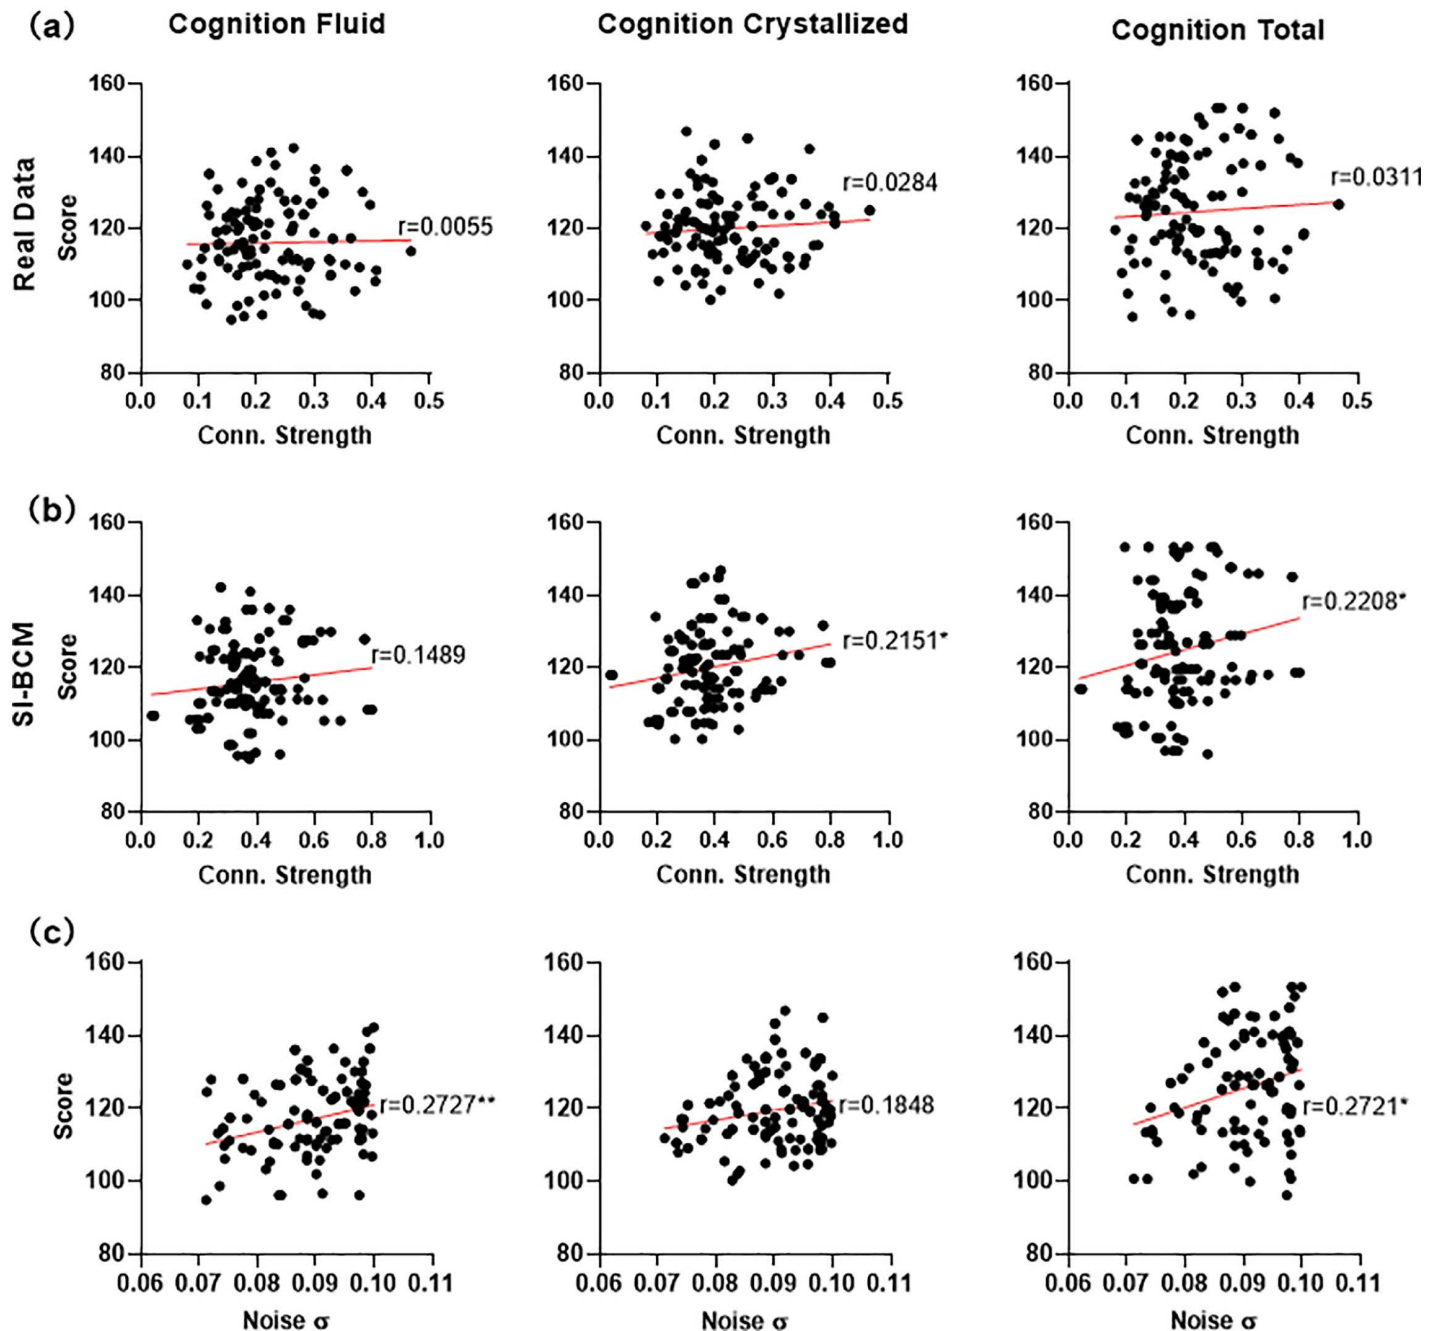 (a) Cognition Fluid Cognition Crystallized Cognition Total
Real Data
Score
160 140 120 100 80
r=0.0055
0.0 0.1 0.2 0.3 0.4 0.5
Conn. Strength
160 140 120 100 80
r=0.0284
0.0 0.1 0.2 0.3 0.4 0.5
Conn. Strength
160 140 120 100 80
r=0.0311
0.0 0.1 0.2 0.3 0.4 0.5
Conn. Strength
(b)
SI-BCM
Score
160 140 120 100 80
r=0.1489
0.0 0.2 0.4 0.6 0.8 1.0
Conn. Strength
160 140 120 100 80
r=0.2151*
0.0 0.2 0.4 0.6 0.8 1.0
Conn. Strength
160 140 120 100 80
r=0.2208*
0.0 0.2 0.4 0.6 0.8 1.0
Conn. Strength
(c)
Score
160 140 120 100 80
r=0.2727**
0.06 0.07 0.08 0.09 0.10 0.11
Noise σ
160 140 120 100 80
r=0.1848
0.06 0.07 0.08 0.09 0.10 0.11
Noise σ
160 140 120 100 80
r=0.2721*
0.06 0.07 0.08 0.09 0.10 0.11
Noise σ